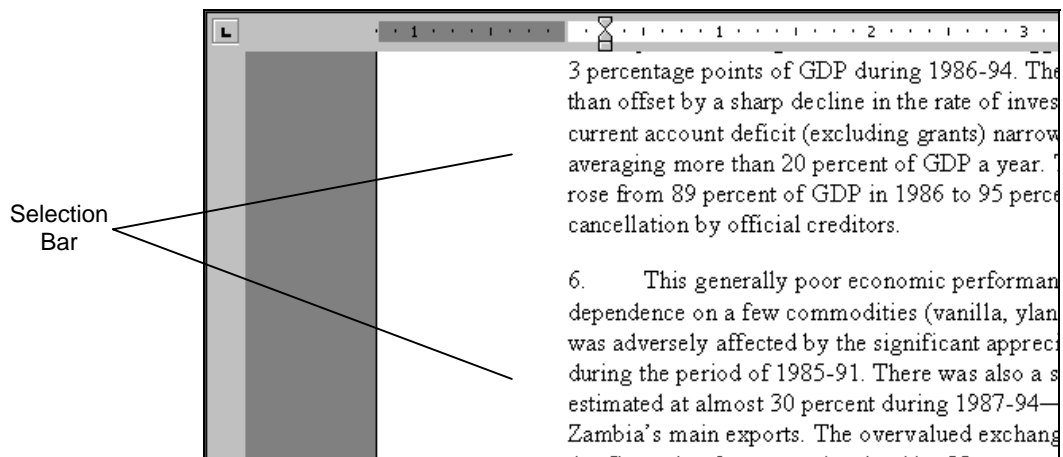 1 1 2 3
3 percentage points of GDP during 1986-94. The
than offset by a sharp decline in the rate of inves
current account deficit (excluding grants) narrow
averaging more than 20 percent of GDP a year.
rose from 89 percent of GDP in 1986 to 95 perce
cancellation by official creditors.
Selection
Bar
6. This generally poor economic performan
dependence on a few commodities (vanilla, ylan
was adversely affected by the significant appreci
during the period of 1985-91. There was also a s
estimated at almost 30 percent during 1987-94—
Zambia's main exports. The overvalued exchang